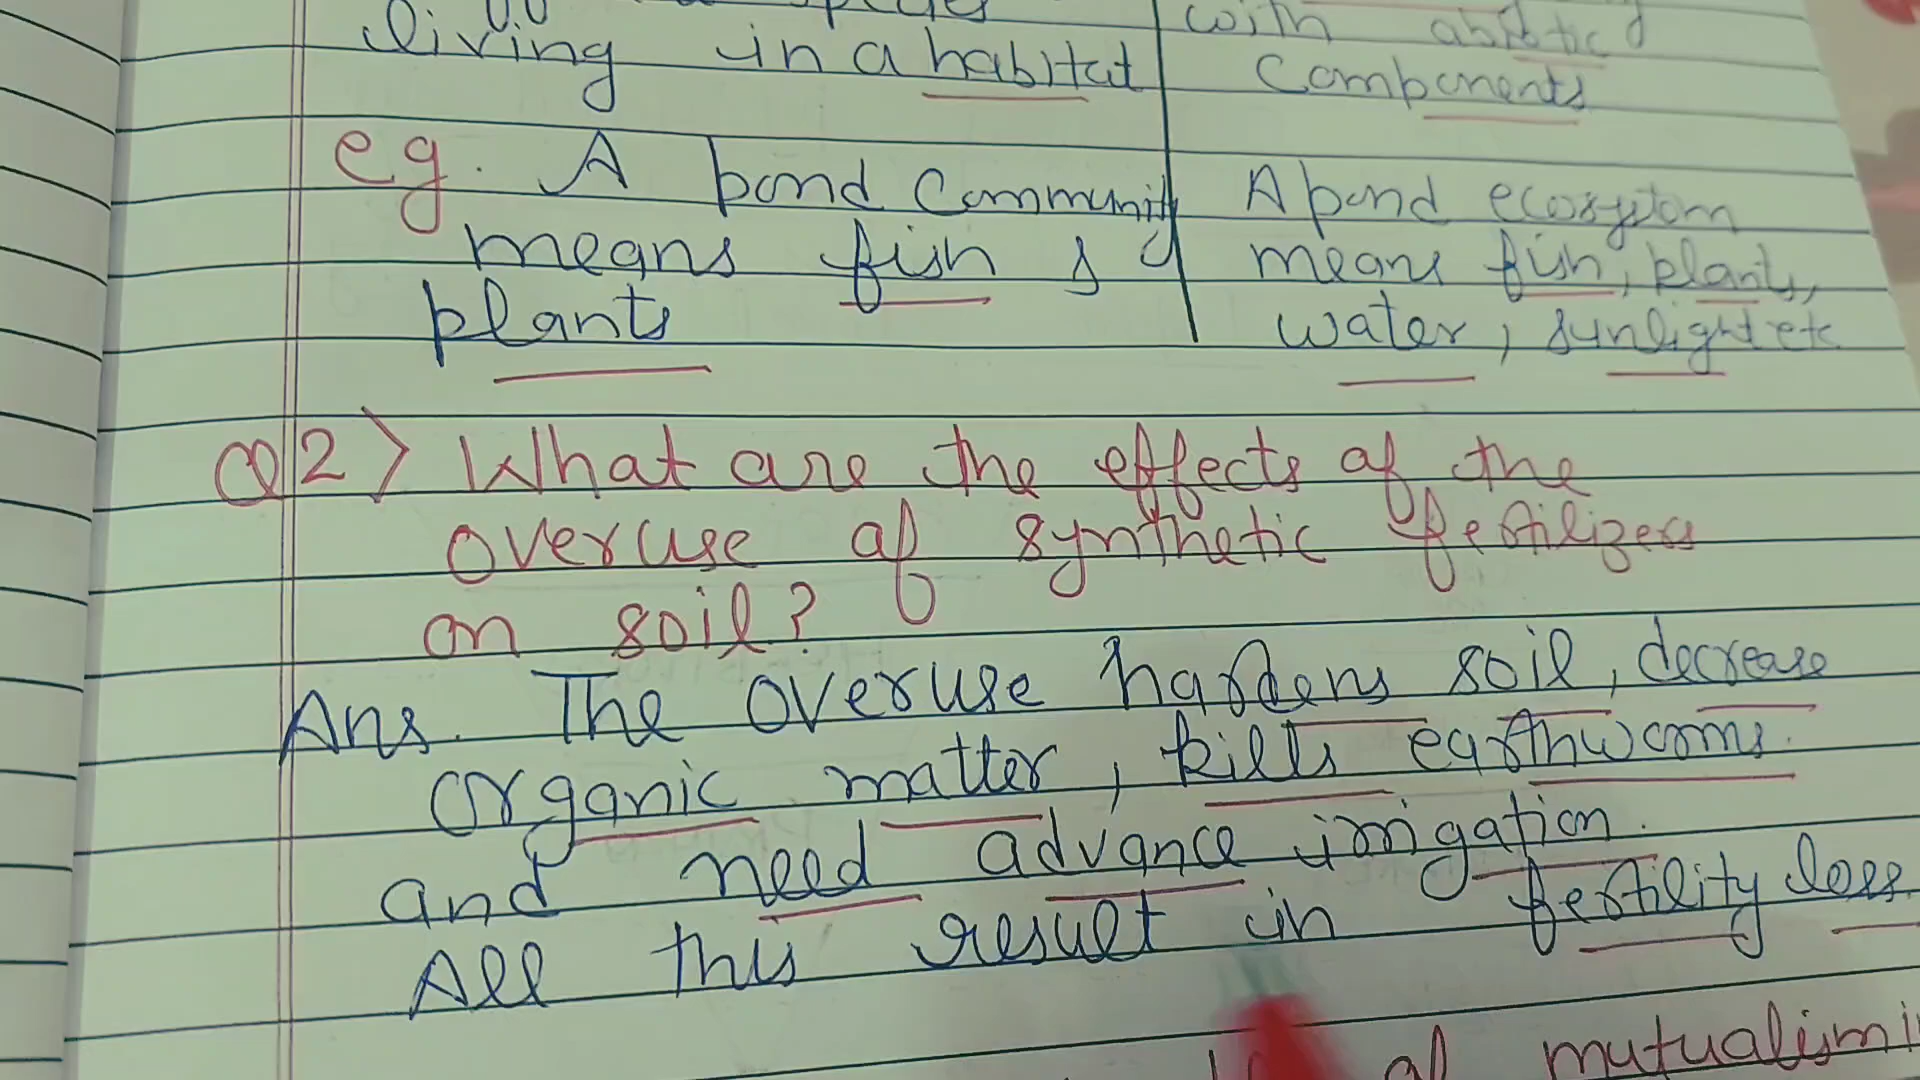 living in a habitat
with abiotic
Components
eg. A pond Community
means fish &
plants
A pond ecosystem
means fish, plants,
water, sunlight etc
Q2> What are the effects of the
overuse of synthetic fertilizers
on soil?
Ans. The overuse hardens soil, decrease
organic matter, kills earthworms.
and need advance irrigation.
All this result in fertility loss.
of mutualism